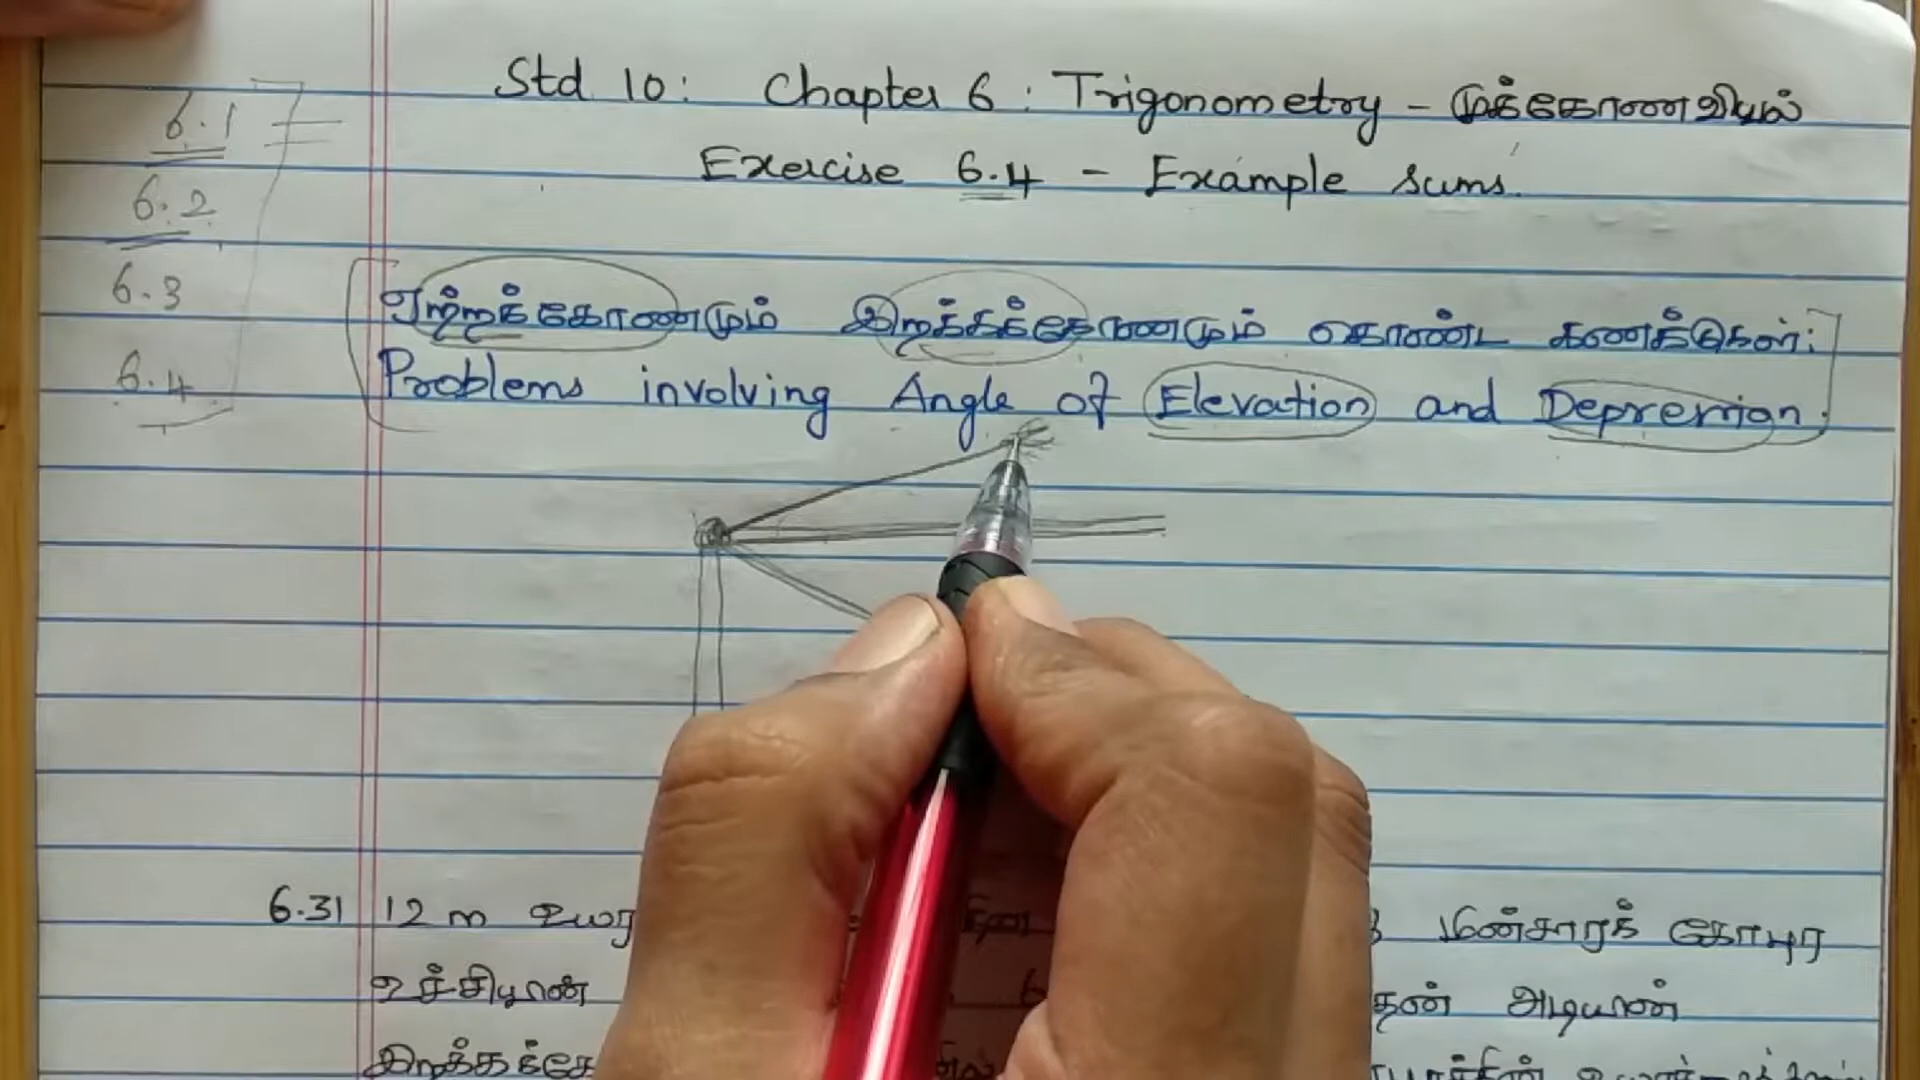 Std 10: Chapter 6 : Trigonometry - முக்கோணவியல்
Exercise 6.4 - Example sums.
6.1
6.2
6.3
6.4
ஏற்றக்கோணமும் இறக்கக்கோணமும் கொண்ட கணக்குகள்:
Problems involving Angle of Elevation and Depression.
6.31 12 m மின்சாரக் கோபுர
உச்சியின் அடியின்